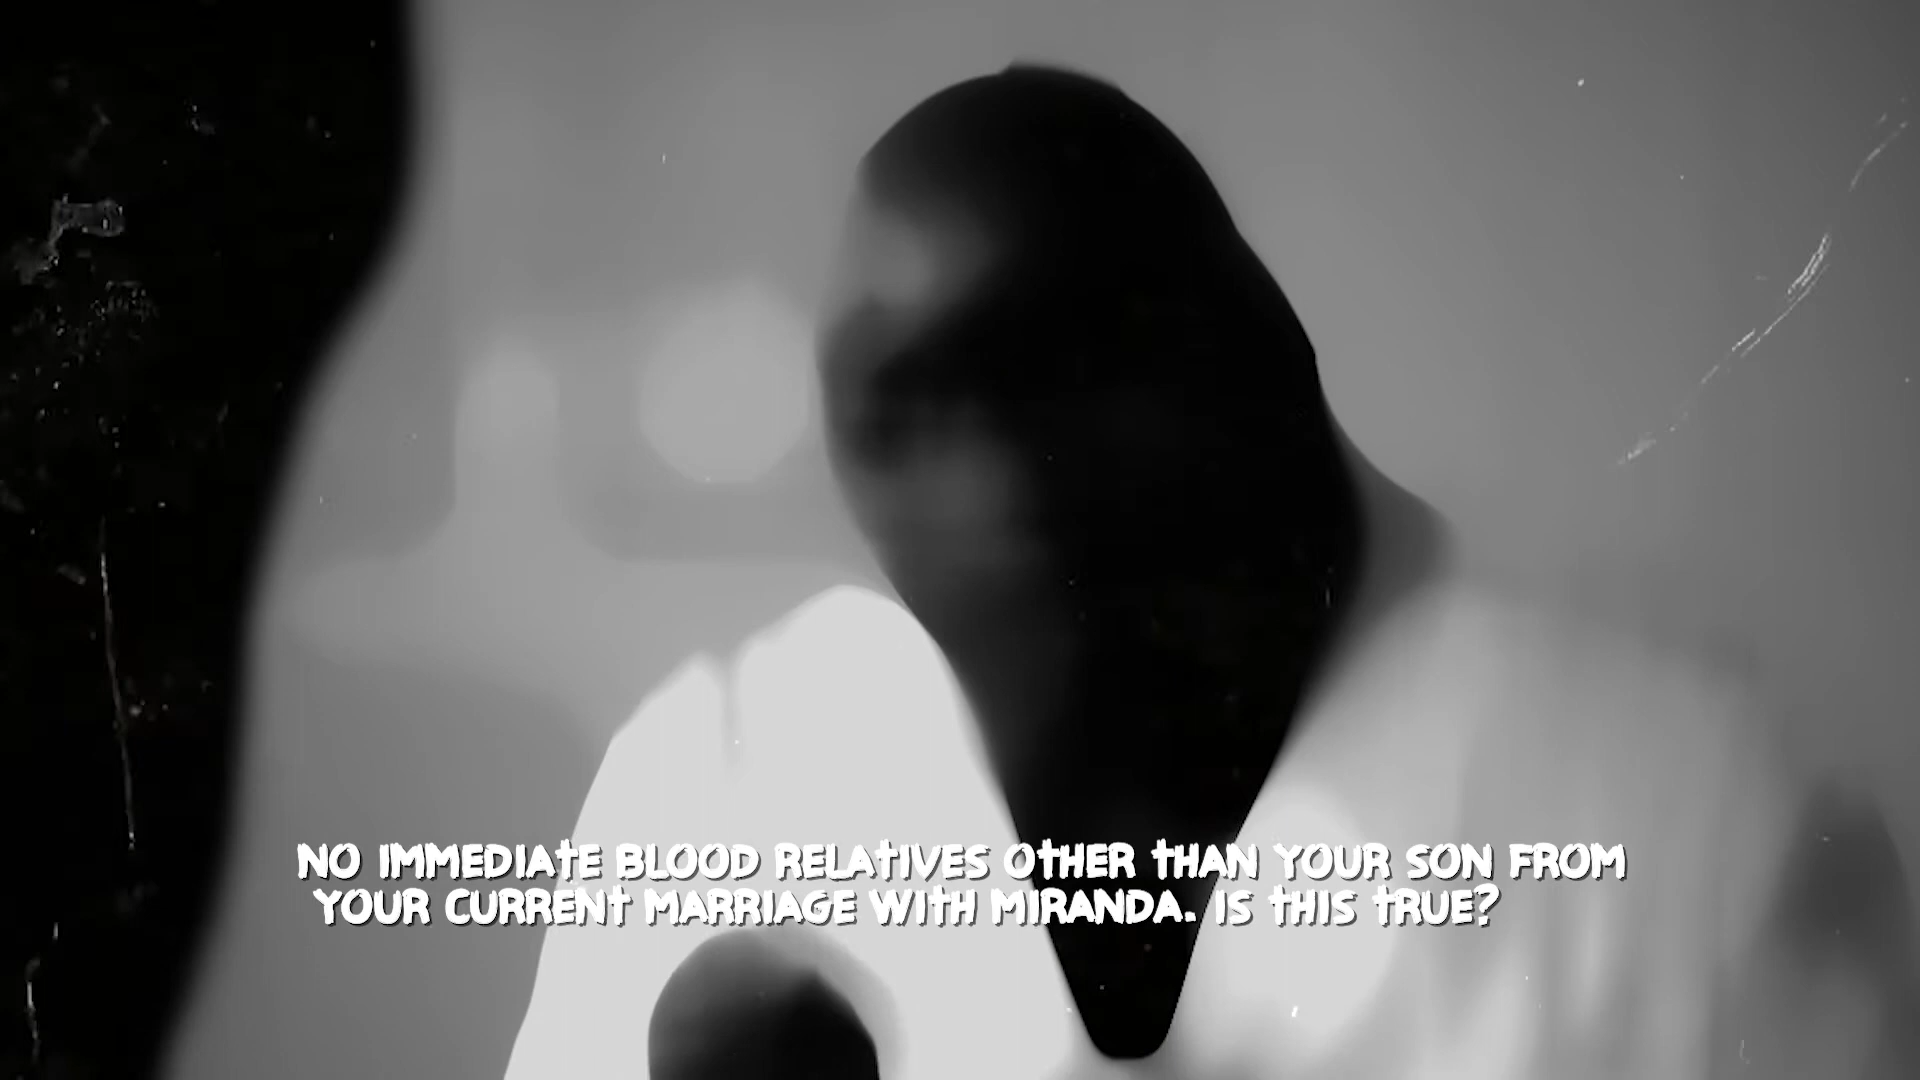 NO IMMEDIATE BLOOD RELATIVES OTHER THAN YOUR SON FROM
YOUR CURRENT MARRIAGE WITH MIRANDA. IS THIS TRUE?